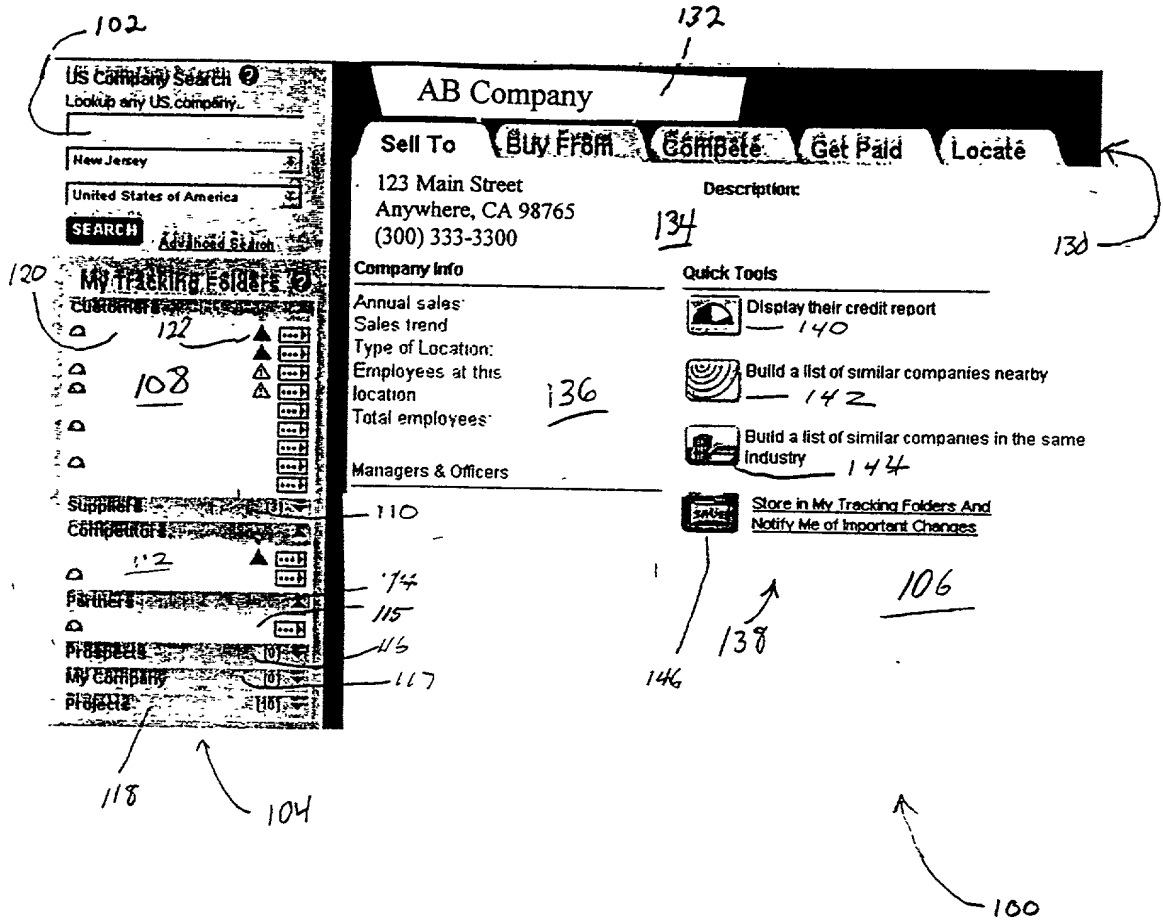 102
132
US Company Search ?
Lookup any US company..
New Jersey
United States of America
SEARCH
Advanced Search
AB Company
Sell To
Buy From
Compete
Get Paid
Locate
130
123 Main Street
Anywhere, CA 98765
(300) 333-3300
Description:
134
120
My Tracking Folders ?
Customers
122
108
Suppliers [3]
110
Competitors
112
Partners
115
Prospects [0]
116
My Company [0]
117
Projects [10]
118
104
Company Info
Annual sales:
Sales trend
Type of Location:
Employees at this
location
Total employees:
136
Managers & Officers
Quick Tools
Display their credit report
140
Build a list of similar companies nearby
142
Build a list of similar companies in the same
industry
144
SAVE
Store in My Tracking Folders And
Notify Me of Important Changes
146
138
106
100